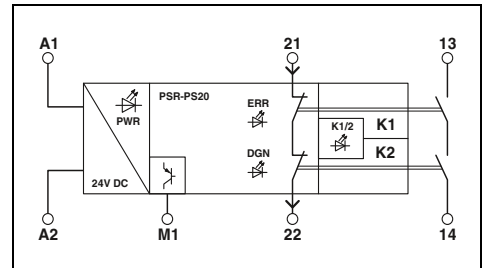 A1 21 13
PSR-PS20
ERR
PWR
K1/2 K1
DGN K2
24V DC
A2 M1 22 14